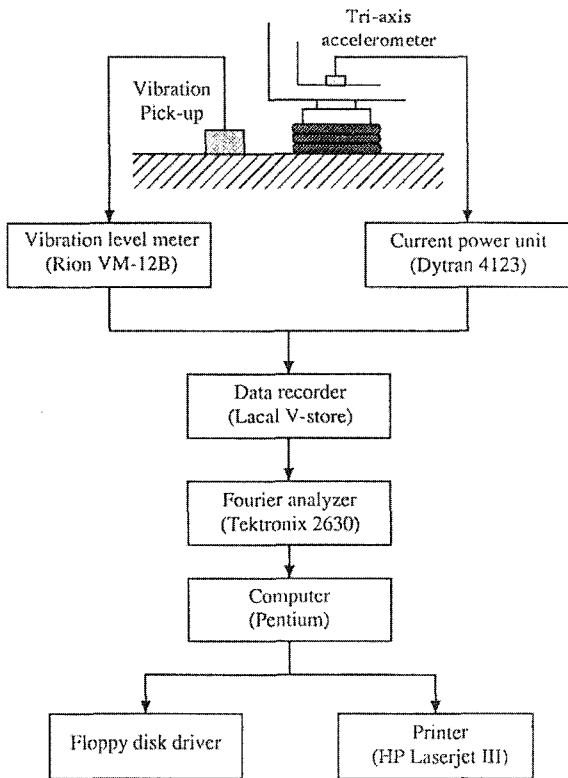 Tri-axis
accelerometer
Vibration
Pick-up
Vibration level meter
(Rion VM-12B)
Current power unit
(Dytran 4123)
Data recorder
(Lacal V-store)
Fourier analyzer
(Tektronix 2630)
Computer
(Pentium)
Floppy disk driver
Printer
(HP Laserjet III)